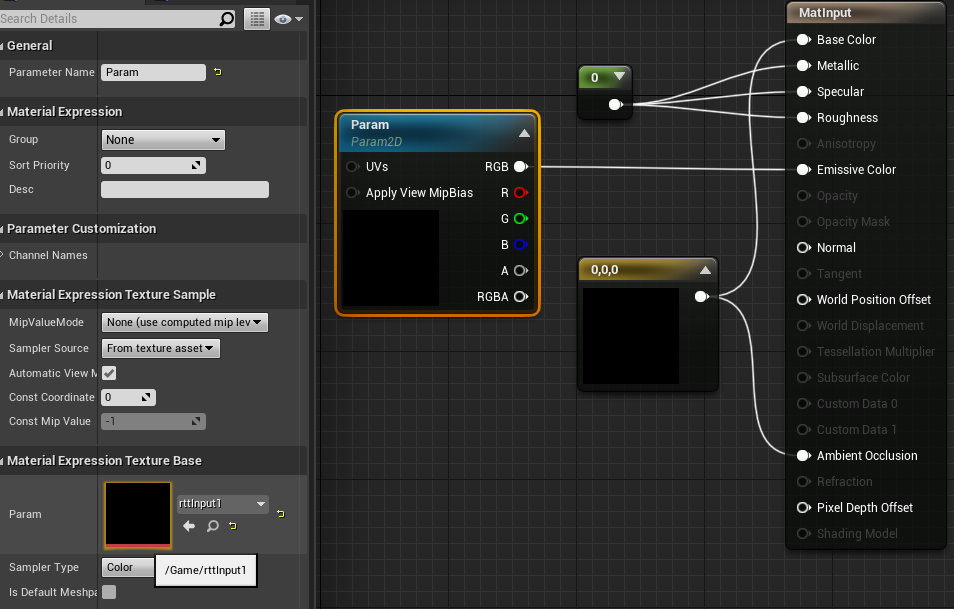 Search Details
General
Parameter Name
Param
Material Expression
Group
None
Sort Priority
0
Desc
Parameter Customization
Channel Names
Material Expression Texture Sample
MipValueMode
None (use computed mip lev
Sampler Source
From texture asset
Automatic View M
Const Coordinate
0
Const Mip Value
-1
Material Expression Texture Base
Param
rttInput1
Sampler Type
Color
/Game/rttInput1
Is Default Meshpa
Param
Param2D
UVs
RGB
Apply View MipBias
R
G
B
A
RGBA
0
0,0,0
MatInput
Base Color
Metallic
Specular
Roughness
Anisotropy
Emissive Color
Opacity
Opacity Mask
Normal
Tangent
World Position Offset
World Displacement
Tessellation Multiplier
Subsurface Color
Custom Data 0
Custom Data 1
Ambient Occlusion
Refraction
Pixel Depth Offset
Shading Model